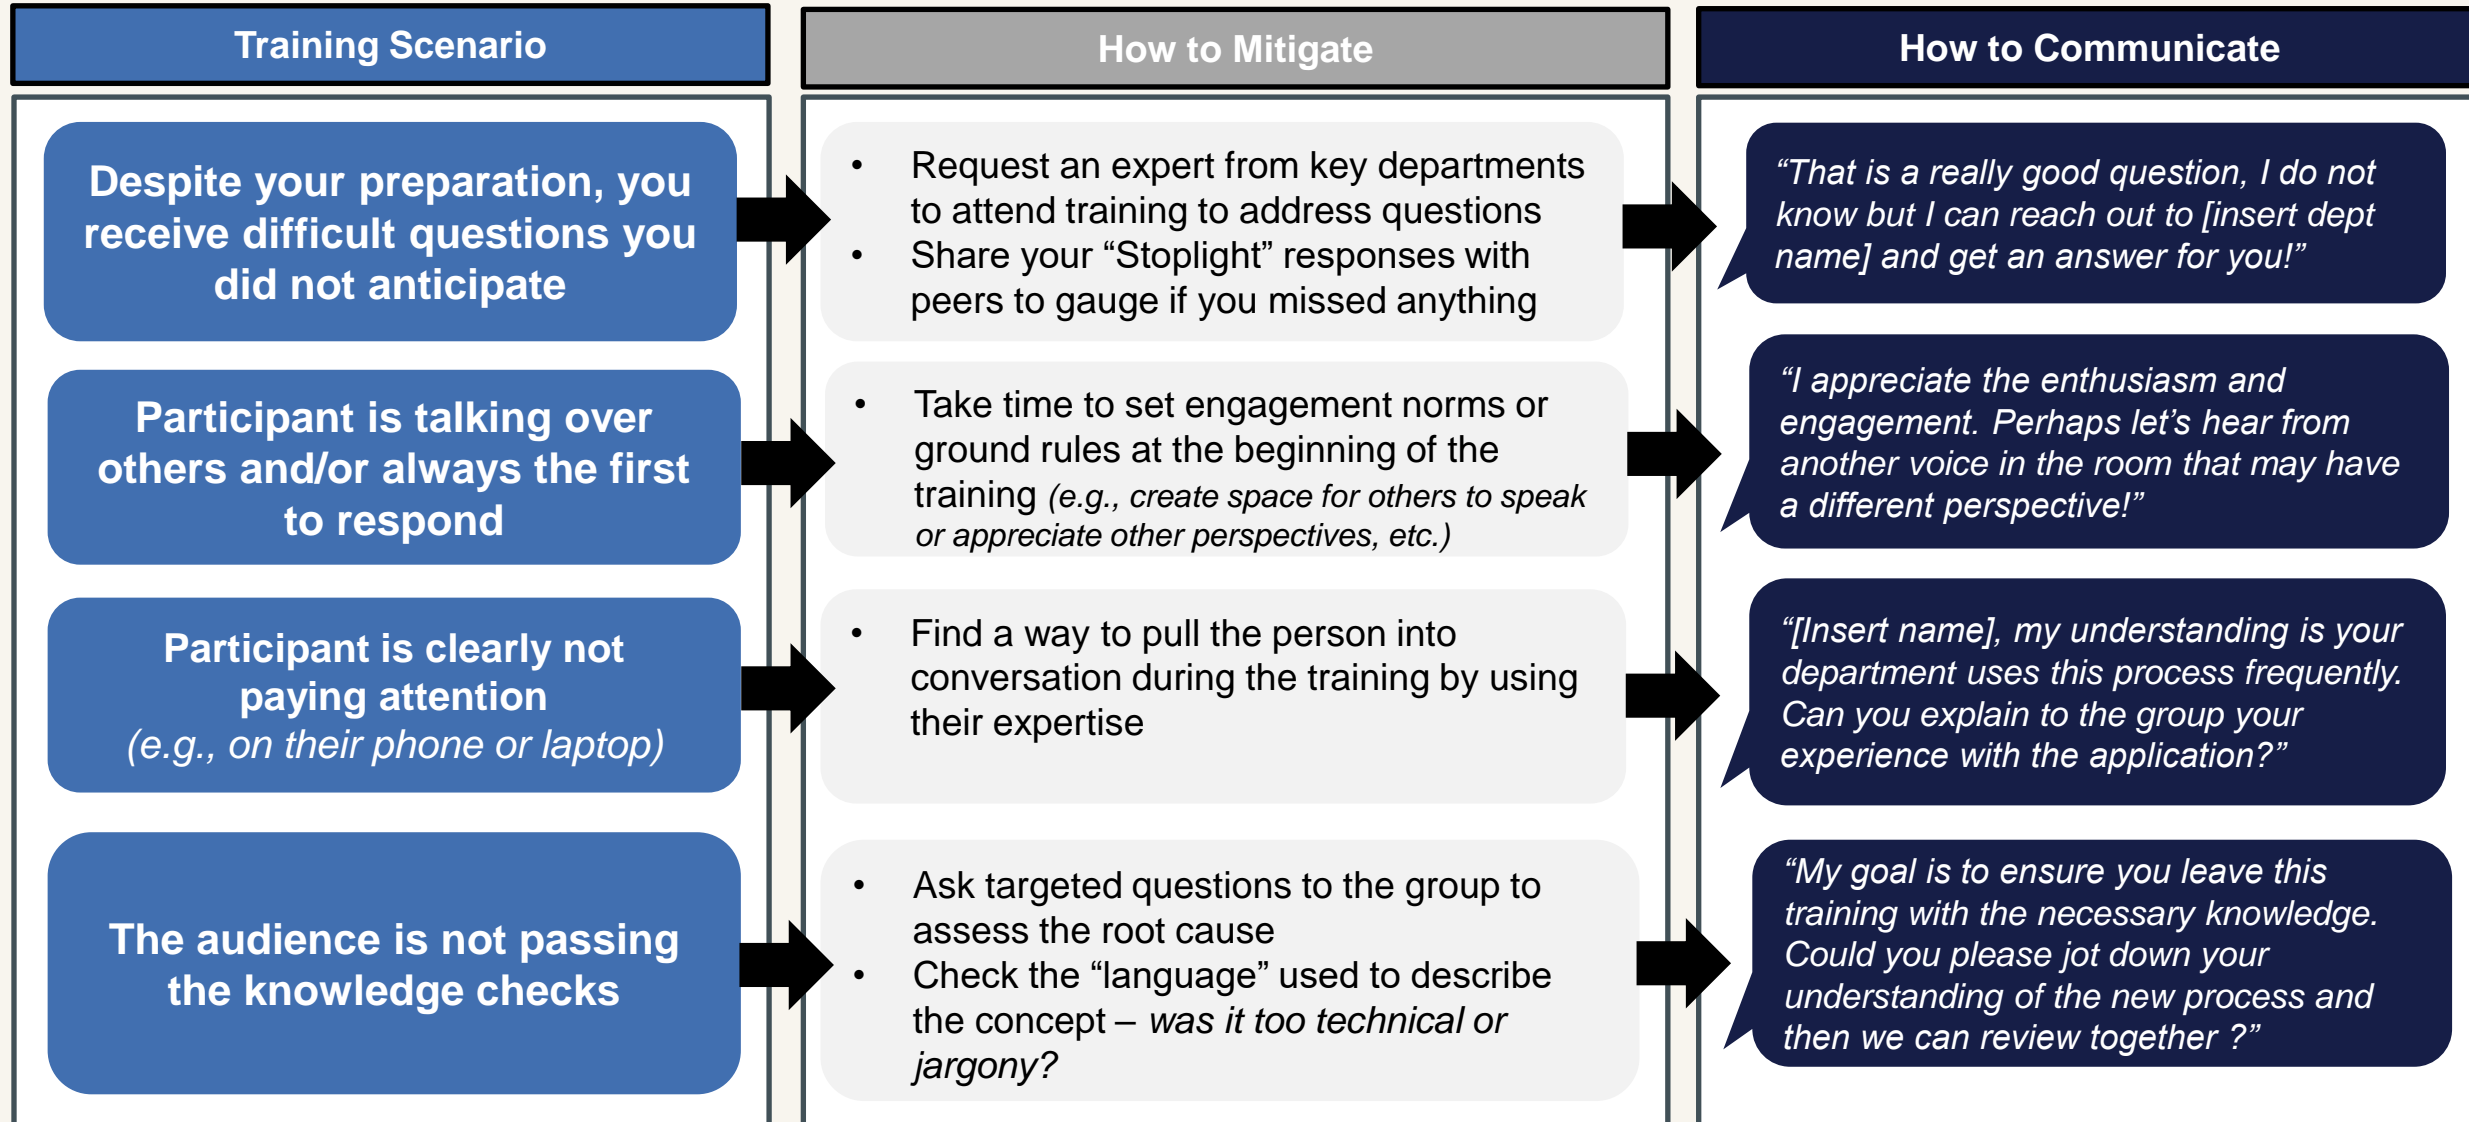 Training Scenario
How to Mitigate
How to Communicate
Despite your preparation, you
receive difficult questions you
did not anticipate
• Request an expert from key departments
to attend training to address questions
• Share your “Stoplight” responses with
peers to gauge if you missed anything
“That is a really good question, I do not
know but I can reach out to [insert dept
name] and get an answer for you!”
Participant is talking over
others and/or always the first
to respond
• Take time to set engagement norms or
ground rules at the beginning of the
training (e.g., create space for others to speak
or appreciate other perspectives, etc.)
“I appreciate the enthusiasm and
engagement. Perhaps let’s hear from
another voice in the room that may have
a different perspective!”
Participant is clearly not
paying attention
(e.g., on their phone or laptop)
• Find a way to pull the person into
conversation during the training by using
their expertise
“[Insert name], my understanding is your
department uses this process frequently.
Can you explain to the group your
experience with the application?”
The audience is not passing
the knowledge checks
• Ask targeted questions to the group to
assess the root cause
• Check the “language” used to describe
the concept – was it too technical or
jargony?
“My goal is to ensure you leave this
training with the necessary knowledge.
Could you please jot down your
understanding of the new process and
then we can review together ?”